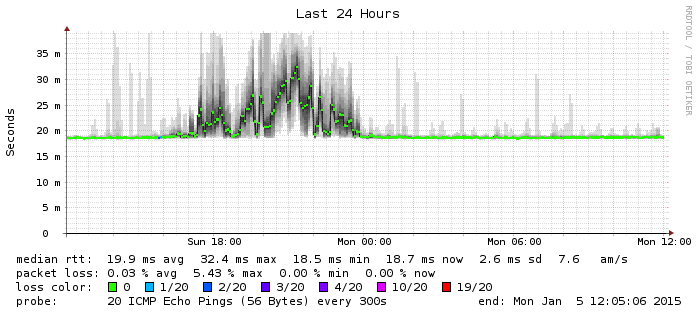 Last 24 Hours
RRDTOOL / TOBI OETIKER
Seconds
35 m
30 m
25 m
20 m
15 m
10 m
5 m
0
Sun 18:00 Mon 00:00 Mon 06:00 Mon 12:00
median rtt: 19.9 ms avg 32.4 ms max 18.5 ms min 18.7 ms now 2.6 ms sd 7.6 am/s
packet loss: 0.03 % avg 5.43 % max 0.00 % min 0.00 % now
loss color: 0 1/20 2/20 3/20 4/20 10/20 19/20
probe: 20 ICMP Echo Pings (56 Bytes) every 300s end: Mon Jan 5 12:05:06 2015